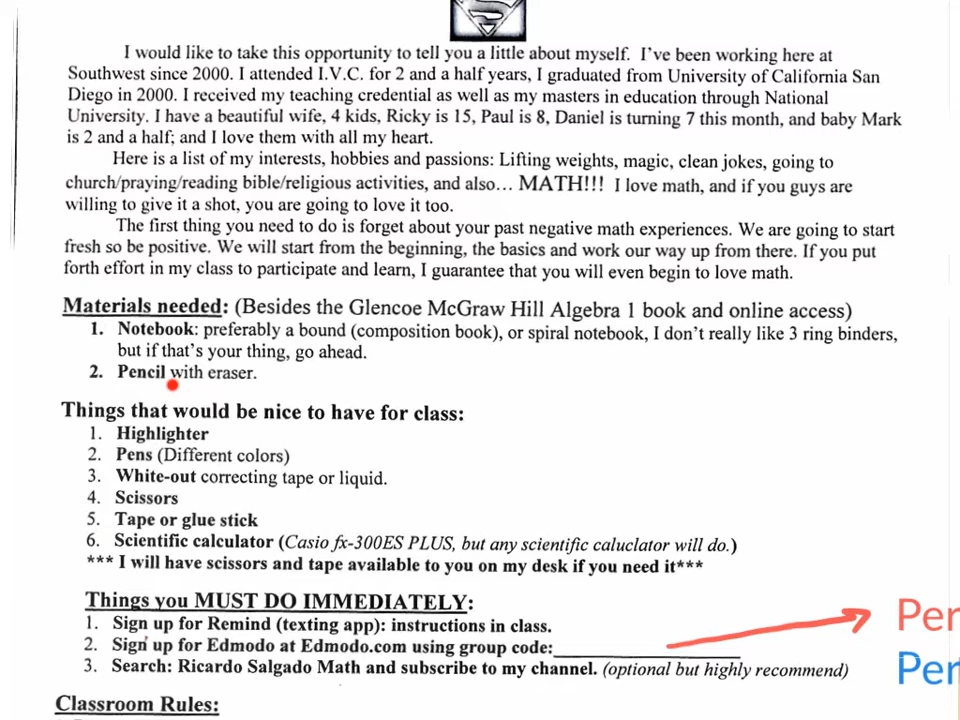 I would like to take this opportunity to tell you a little about myself. I've been working here at
Southwest since 2000. I attended I.V.C. for 2 and a half years, I graduated from University of California San
Diego in 2000. I received my teaching credential as well as my masters in education through National
University. I have a beautiful wife, 4 kids, Ricky is 15, Paul is 8, Daniel is turning 7 this month, and baby Mark
is 2 and a half; and I love them with all my heart.
Here is a list of my interests, hobbies and passions: Lifting weights, magic, clean jokes, going to
church/praying/reading bible/religious activities, and also... MATH!!! I love math, and if you guys are
willing to give it a shot, you are going to love it too.
The first thing you need to do is forget about your past negative math experiences. We are going to start
fresh so be positive. We will start from the beginning, the basics and work our way up from there. If you put
forth effort in my class to participate and learn, I guarantee that you will even begin to love math.
Materials needed: (Besides the Glencoe McGraw Hill Algebra 1 book and online access)
1. Notebook: preferably a bound (composition book), or spiral notebook, I don't really like 3 ring binders,
but if that's your thing, go ahead.
2. Pencil with eraser.
Things that would be nice to have for class:
1. Highlighter
2. Pens (Different colors)
3. White-out correcting tape or liquid.
4. Scissors
5. Tape or glue stick
6. Scientific calculator (Casio fx-300ES PLUS, but any scientific caluclator will do.)
*** I will have scissors and tape available to you on my desk if you need it***
Things you MUST DO IMMEDIATELY:
1. Sign up for Remind (texting app): instructions in class.
2. Sign up for Edmodo at Edmodo.com using group code:
3. Search: Ricardo Salgado Math and subscribe to my channel. (optional but highly recommend)
Per
Per
Classroom Rules: